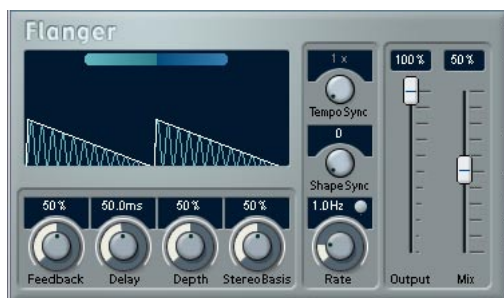 Flanger
1 x
Tempo Sync
0
Shape Sync
100 % 50 %
50 % 50.0ms 50 % 50 % 1.0Hz
Feedback Delay Depth Stereo Basis Rate Output Mix